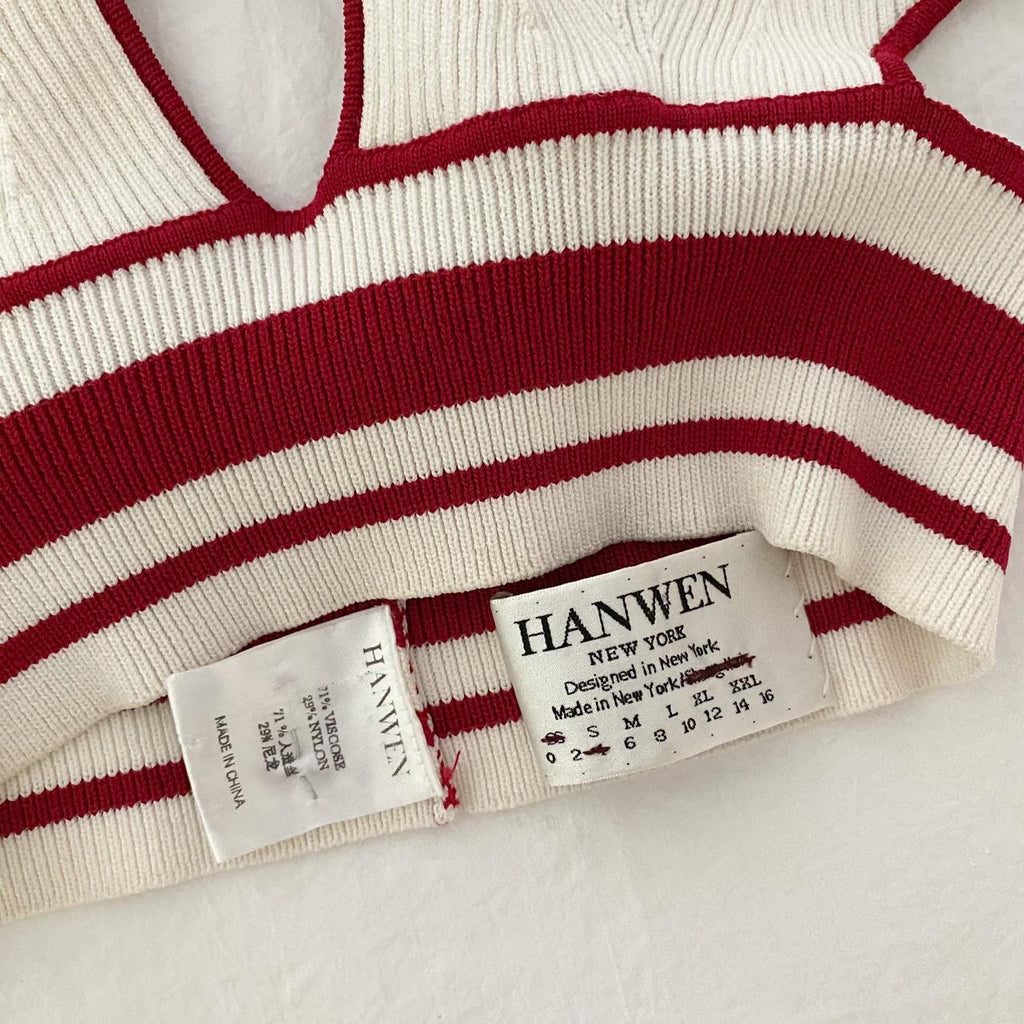 HANWEN
71% VISCOSE
29% NYLON
71%人造丝
29%尼龙
MADE IN CHINA
HANWEN
NEW YORK
Designed in New York
Made in New York/Shanghai
S M L XL XXL
0 2 6 8 10 12 14 16